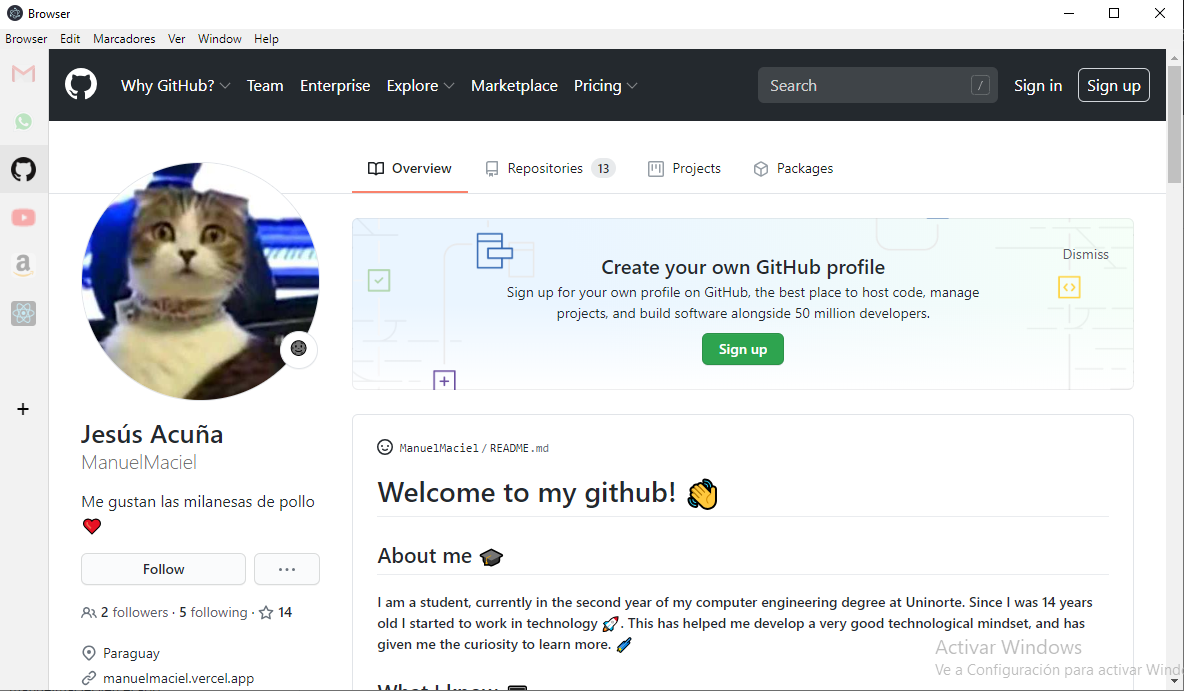 Browser
Browser Edit Marcadores Ver Window Help
Why GitHub? Team Enterprise Explore Marketplace Pricing Search / Sign in Sign up
Overview Repositories 13 Projects Packages
a
Dismiss
Create your own GitHub profile
Sign up for your own profile on GitHub, the best place to host code, manage
projects, and build software alongside 50 million developers.
Sign up
+
Jesús Acuña
ManuelMaciel
Me gustan las milanesas de pollo
❤️
Follow ...
2 followers · 5 following · 14
Paraguay
manuelmaciel.vercel.app
ManuelMaciel / README.md
Welcome to my github! 👋
About me 🎓
I am a student, currently in the second year of my computer engineering degree at Uninorte. Since I was 14 years
old I started to work in technology 🚀. This has helped me develop a very good technological mindset, and has
given me the curiosity to learn more.
What I know
Activar Windows
Ve a Configuración para activar Wind